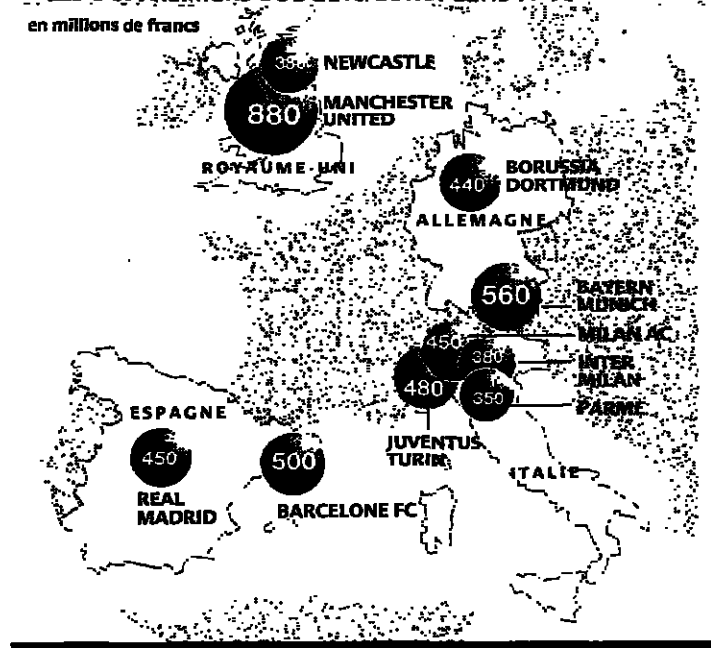 en millions de francs
NEWCASTLE
880
MANCHESTER
UNITED
ROYAUME-UNI
440
BORUSSIA
DORTMUND
ALLEMAGNE
560
BAYERN
MUNICH
450
MILAN AC
380
INTER
MILAN
480
350
PARME
ESPAGNE
JUVENTUS
TURIN
450
500
ITALIE
REAL
MADRID
BARCELONE FC